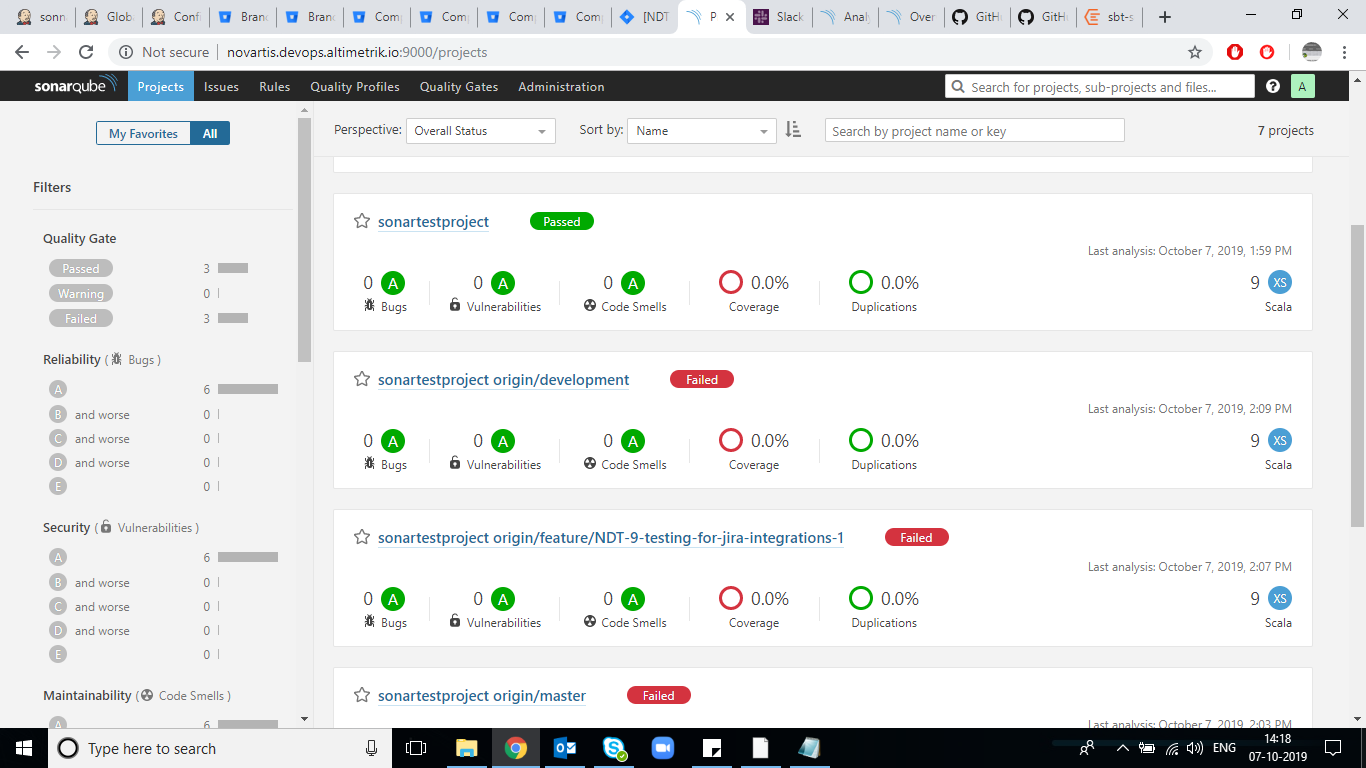 sonn
Globa
Confi
Branc
Branc
Comp
Comp
Comp
Comp
[NDT
P
Slack
Analy
Over
GitHu
GitHu
sbt-s
Not secure
novartis.devops.altimetrik.io:9000/projects
sonarqube
Projects
Issues
Rules
Quality Profiles
Quality Gates
Administration
Search for projects, sub-projects and files...
A
My Favorites
All
Perspective:
Overall Status
Sort by:
Name
Search by project name or key
7 projects
Filters
Quality Gate
Passed 3
Warning 0
Failed 3
Reliability ( Bugs )
A 6
B and worse 0
C and worse 0
D and worse 0
E 0
Security ( Vulnerabilities )
A 6
B and worse 0
C and worse 0
D and worse 0
E 0
Maintainability ( Code Smells )
A 6
sonartestproject Passed
Last analysis: October 7, 2019, 1:59 PM
0 A 0 A 0 A 0.0% 0.0% 9 XS
Bugs Vulnerabilities Code Smells Coverage Duplications Scala
sonartestproject origin/development Failed
Last analysis: October 7, 2019, 2:09 PM
0 A 0 A 0 A 0.0% 0.0% 9 XS
Bugs Vulnerabilities Code Smells Coverage Duplications Scala
sonartestproject origin/feature/NDT-9-testing-for-jira-integrations-1 Failed
Last analysis: October 7, 2019, 2:07 PM
0 A 0 A 0 A 0.0% 0.0% 9 XS
Bugs Vulnerabilities Code Smells Coverage Duplications Scala
sonartestproject origin/master Failed
Last analysis: October 7, 2019, 2:03 PM
Type here to search
ENG
14:18
07-10-2019